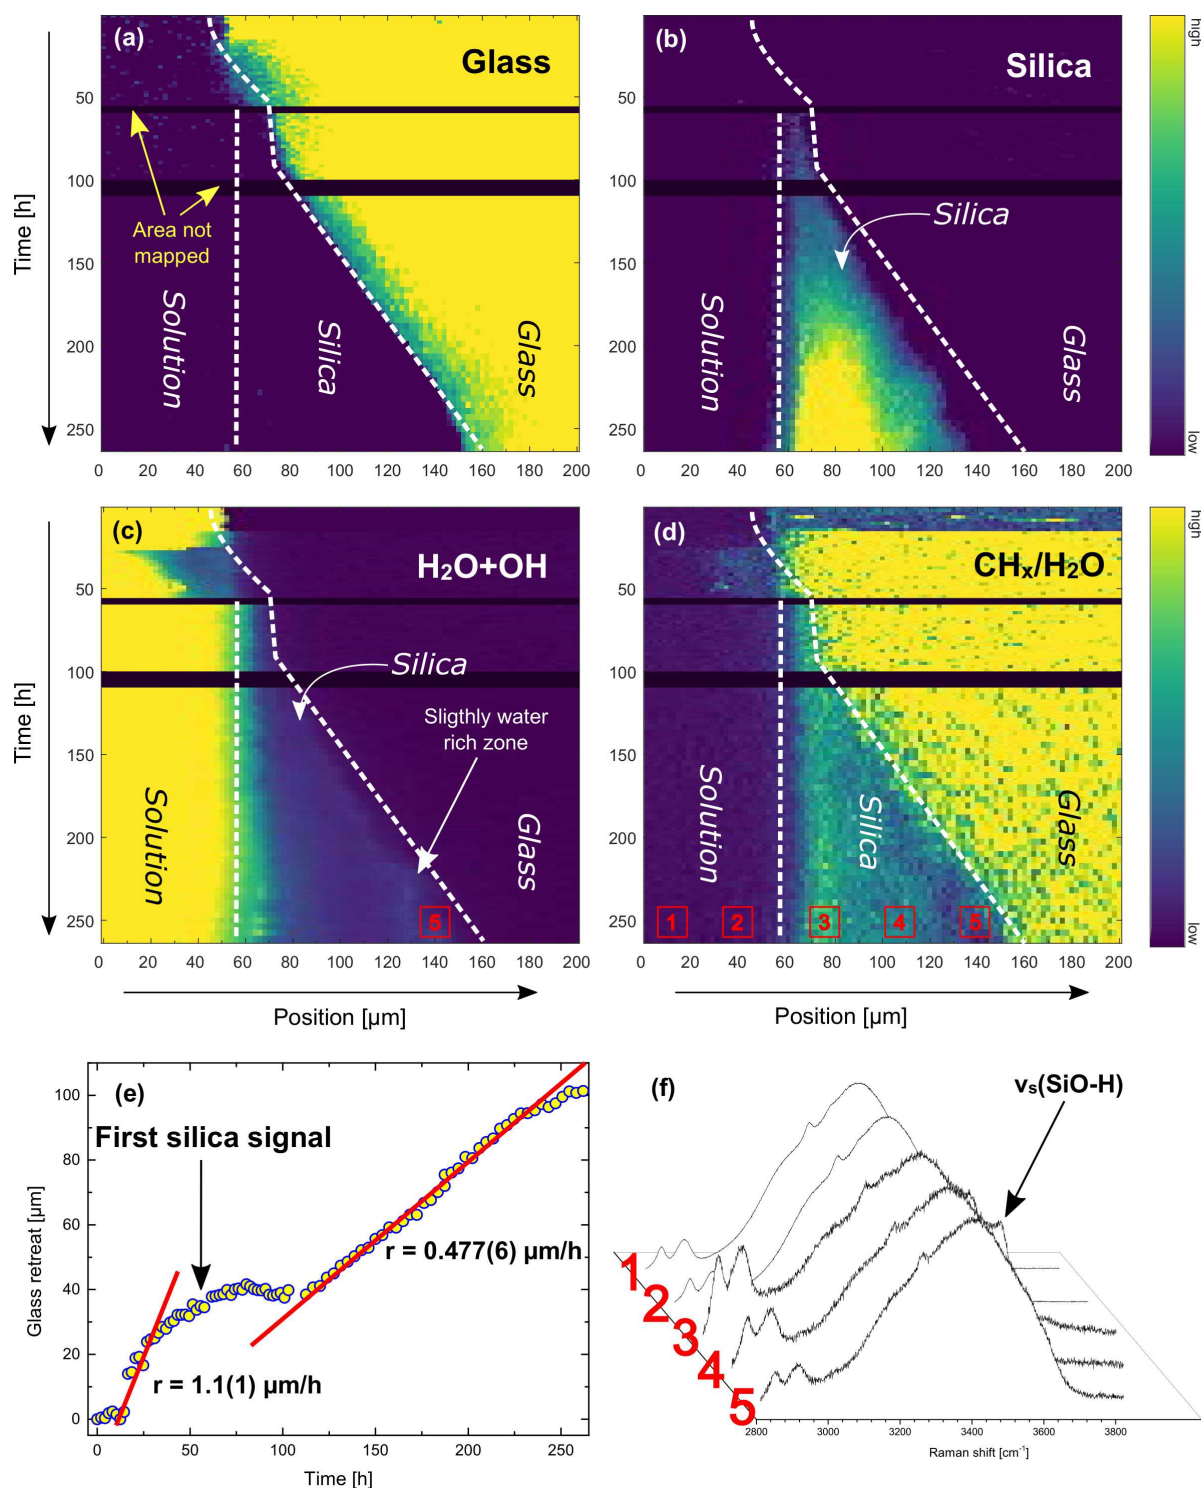 (a)
Glass
Area not
mapped
Solution
Silica
Glass
Time [h]
50
100
150
200
250
0 20 40 60 80 100 120 140 160 180 200
(b)
Silica
Silica
Solution
Glass
50
100
150
200
250
0 20 40 60 80 100 120 140 160 180 200
high
low
(c)
H₂O+OH
Silica
Sligthly water
rich zone
Solution
Glass
5
Time [h]
50
100
150
200
250
0 20 40 60 80 100 120 140 160 180 200
Position [µm]
(d)
CHₓ/H₂O
Solution
Silica
Glass
1 2 3 4 5
50
100
150
200
250
0 20 40 60 80 100 120 140 160 180 200
Position [µm]
high
low
(e)
First silica signal
r = 0.477(6) µm/h
r = 1.1(1) µm/h
Glass retreat [µm]
100
80
60
40
20
0
0 50 100 150 200 250
Time [h]
(f)
νₛ(SiO-H)
1
2
3
4
5
2800 3000 3200 3400 3600 3800
Raman shift [cm⁻¹]